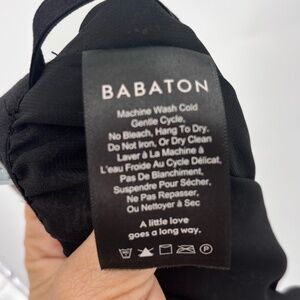 BABATON
Machine Wash Cold
Gentle Cycle,
No Bleach, Hang To Dry.
Do Not Iron, Or Dry Clean
Laver à La Machine à
L'eau Froide Au Cycle Délicat,
Pas De Blanchiment,
Suspendre Pour Sécher,
Ne Pas Repasser,
Ou Nettoyer à Sec
A little love
goes a long way.